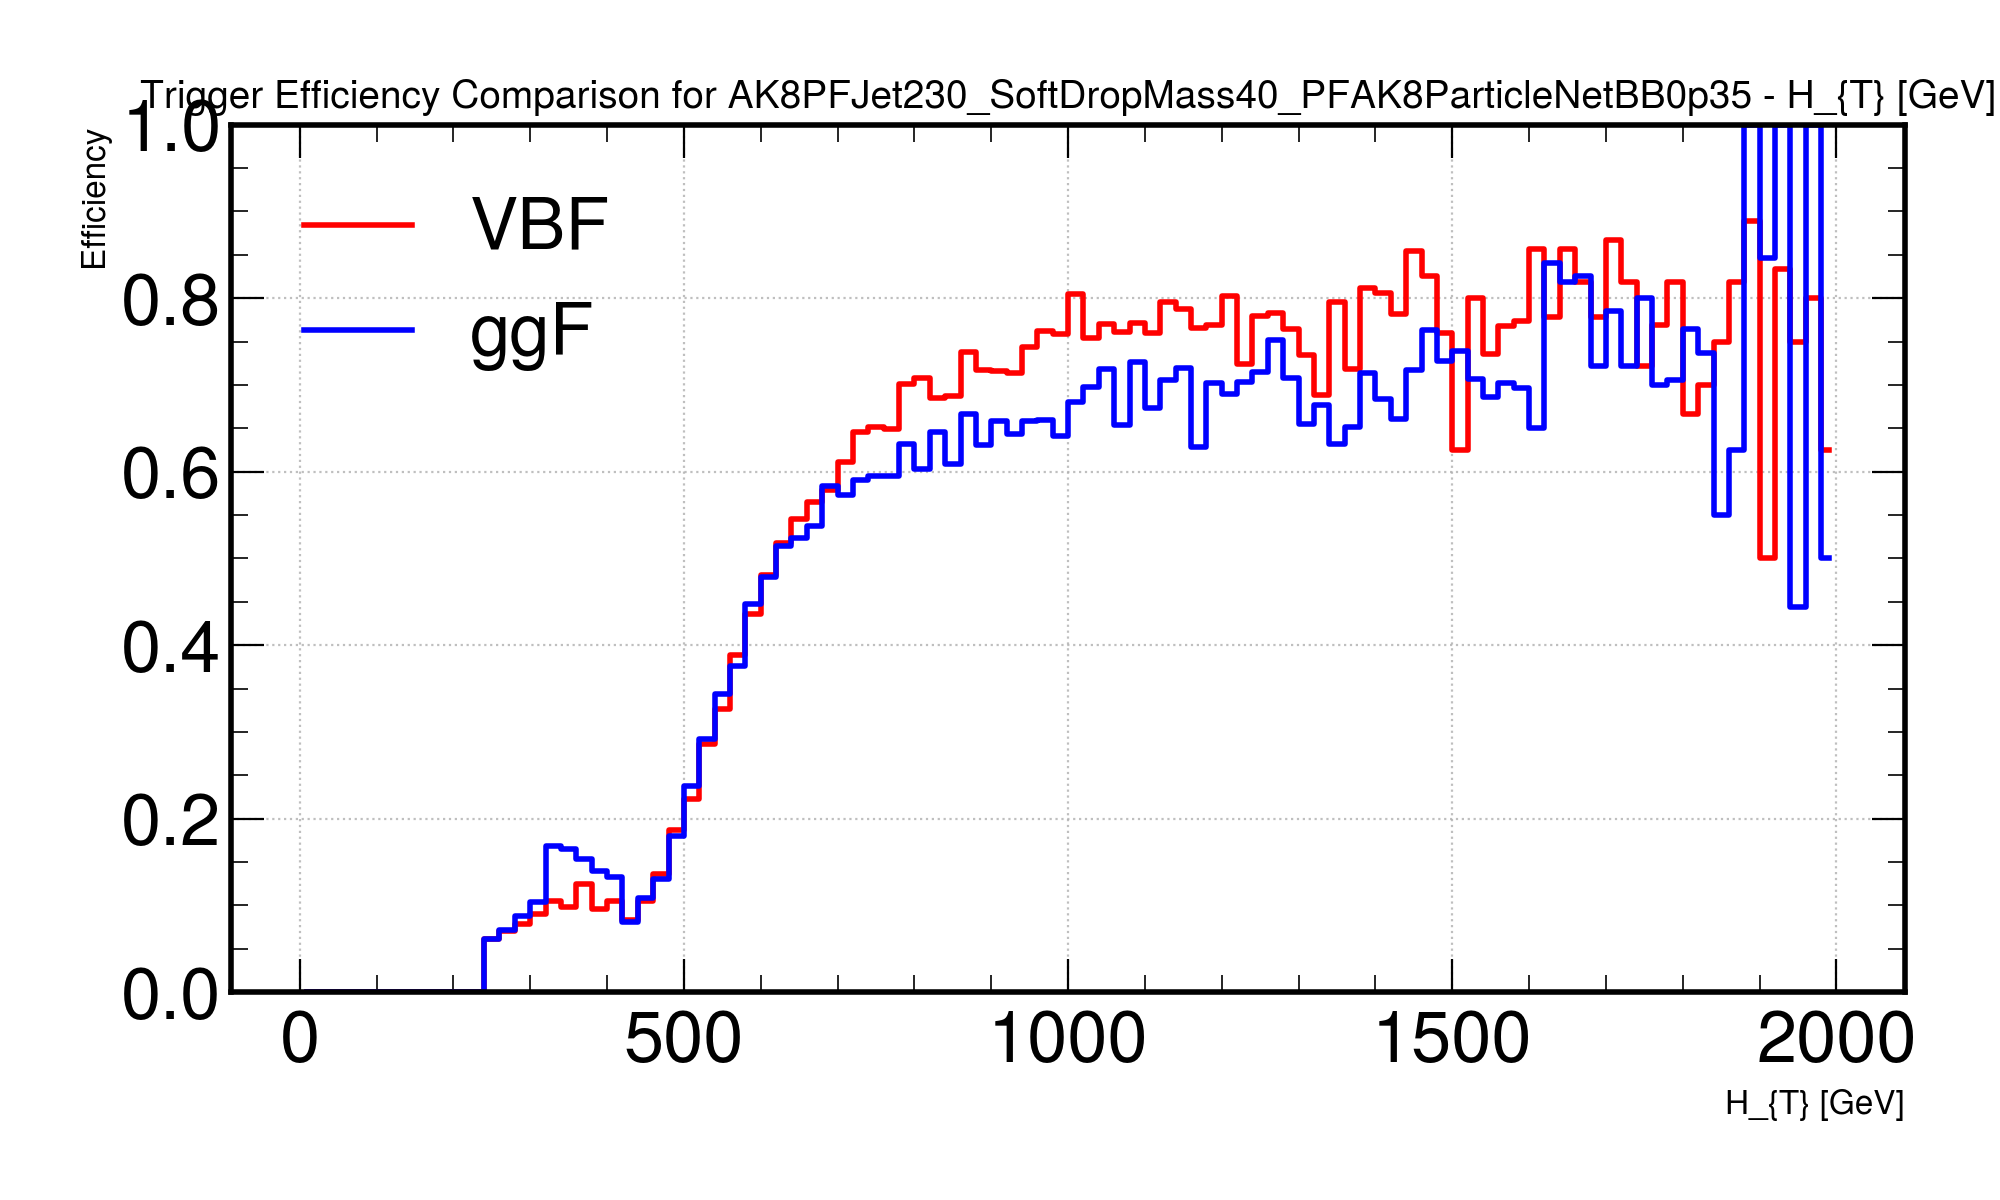 Trigger Efficiency Comparison for AK8PFJet230_SoftDropMass40_PFAK8ParticleNetBB0p35 - H_{T} [GeV]
Efficiency
1.0
0.8
0.6
0.4
0.2
0.0
VBF
ggF
0 500 1000 1500 2000
H_{T} [GeV]